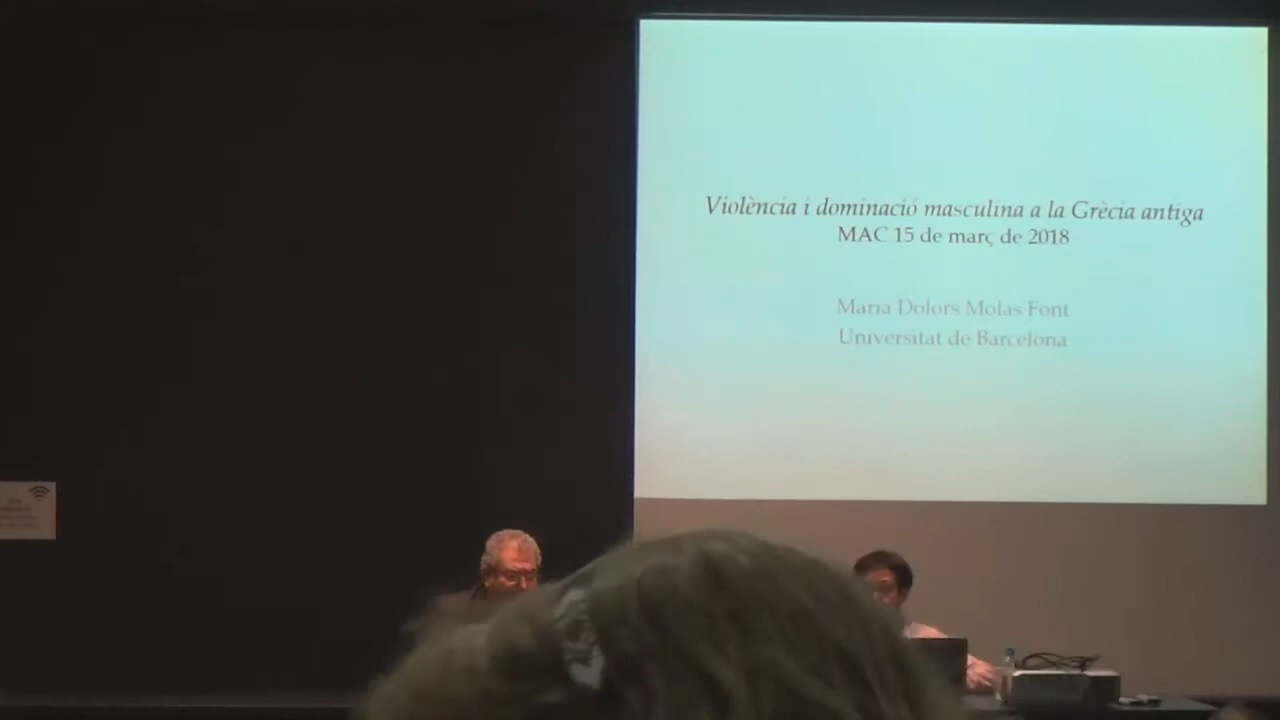 Violència i dominació masculina a la Grècia antiga
MAC 15 de març de 2018
Maria Dolors Molas Font
Universitat de Barcelona